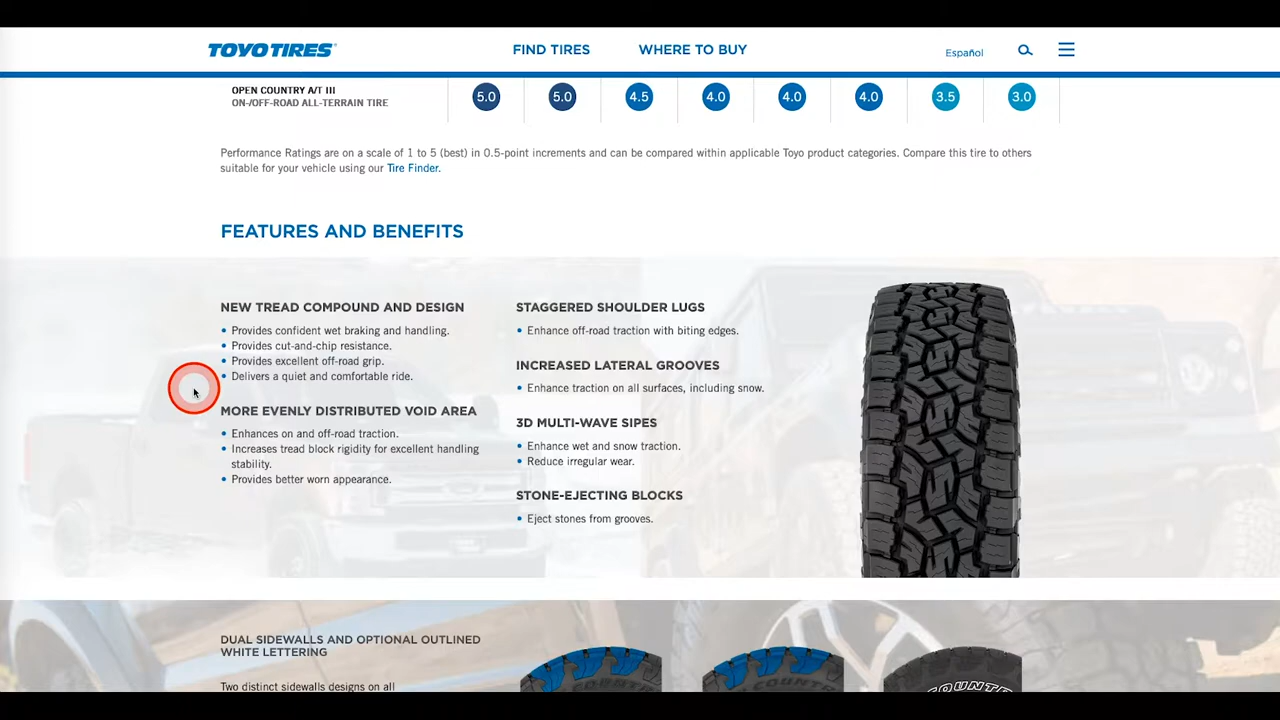 TOYO TIRES
FIND TIRES
WHERE TO BUY
Español
OPEN COUNTRY A/T III
ON-/OFF-ROAD ALL-TERRAIN TIRE
5.0 5.0 4.5 4.0 4.0 4.0 3.5 3.0
Performance Ratings are on a scale of 1 to 5 (best) in 0.5-point increments and can be compared within applicable Toyo product categories. Compare this tire to others
suitable for your vehicle using our Tire Finder.
FEATURES AND BENEFITS
NEW TREAD COMPOUND AND DESIGN
• Provides confident wet braking and handling.
• Provides cut-and-chip resistance.
• Provides excellent off-road grip.
• Delivers a quiet and comfortable ride.
MORE EVENLY DISTRIBUTED VOID AREA
• Enhances on and off-road traction.
• Increases tread block rigidity for excellent handling
stability.
• Provides better worn appearance.
STAGGERED SHOULDER LUGS
• Enhance off-road traction with biting edges.
INCREASED LATERAL GROOVES
• Enhance traction on all surfaces, including snow.
3D MULTI-WAVE SIPES
• Enhance wet and snow traction.
• Reduce irregular wear.
STONE-EJECTING BLOCKS
• Eject stones from grooves.
DUAL SIDEWALLS AND OPTIONAL OUTLINED
WHITE LETTERING
Two distinct sidewalls designs on all